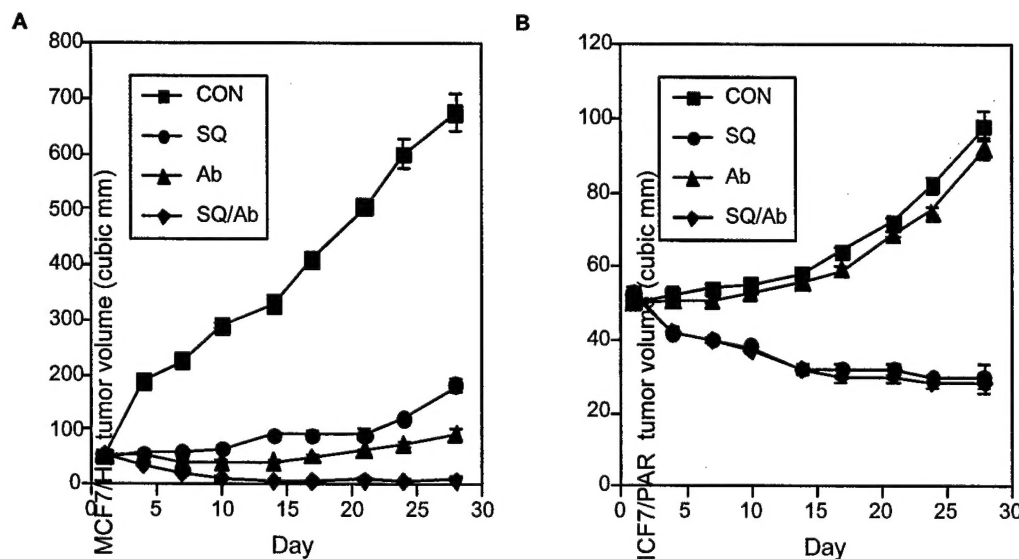 A
800
700
600
500
400
300
200
100
0
MCF7/ tumor volume (cubic mm)
CON
SQ
Ab
SQ/Ab
0 5 10 15 20 25 30
Day
B
120
100
80
60
40
20
0
ICF7/PAR tumor volume (cubic mm)
CON
SQ
Ab
SQ/Ab
0 5 10 15 20 25 30
Day